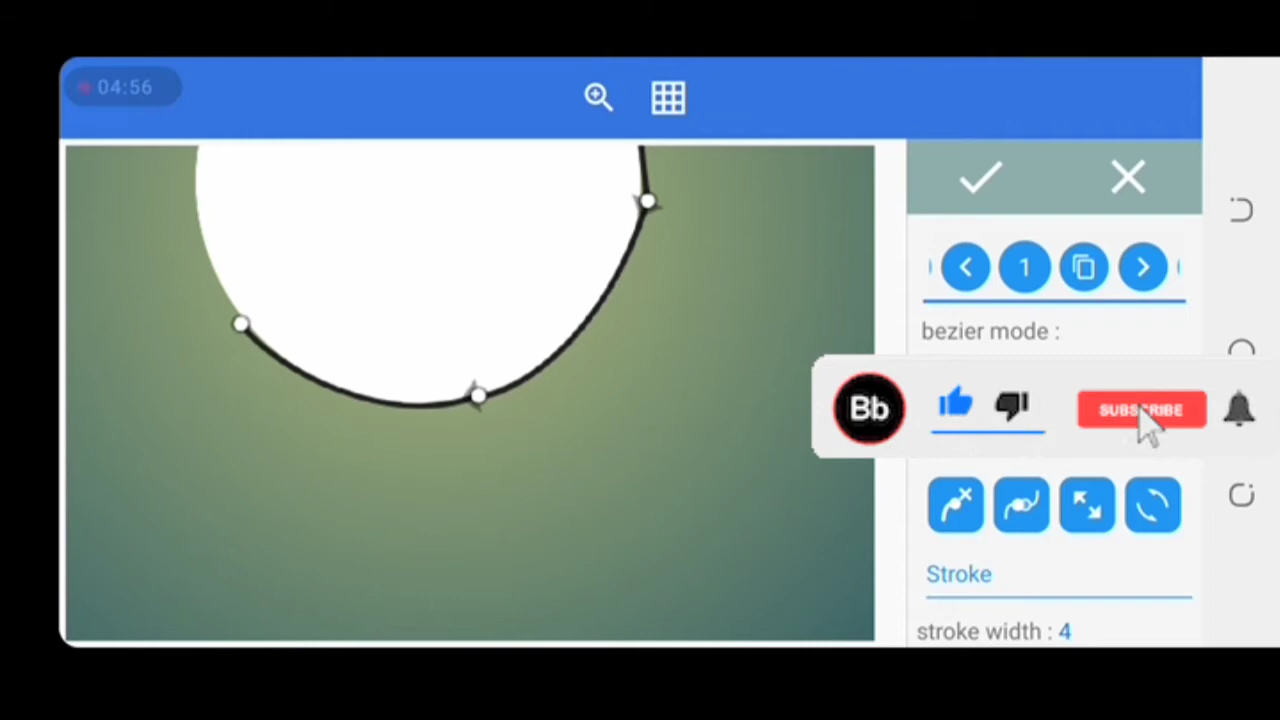 04:56
1
bezier mode :
Bb
SUBSCRIBE
Stroke
stroke width : 4